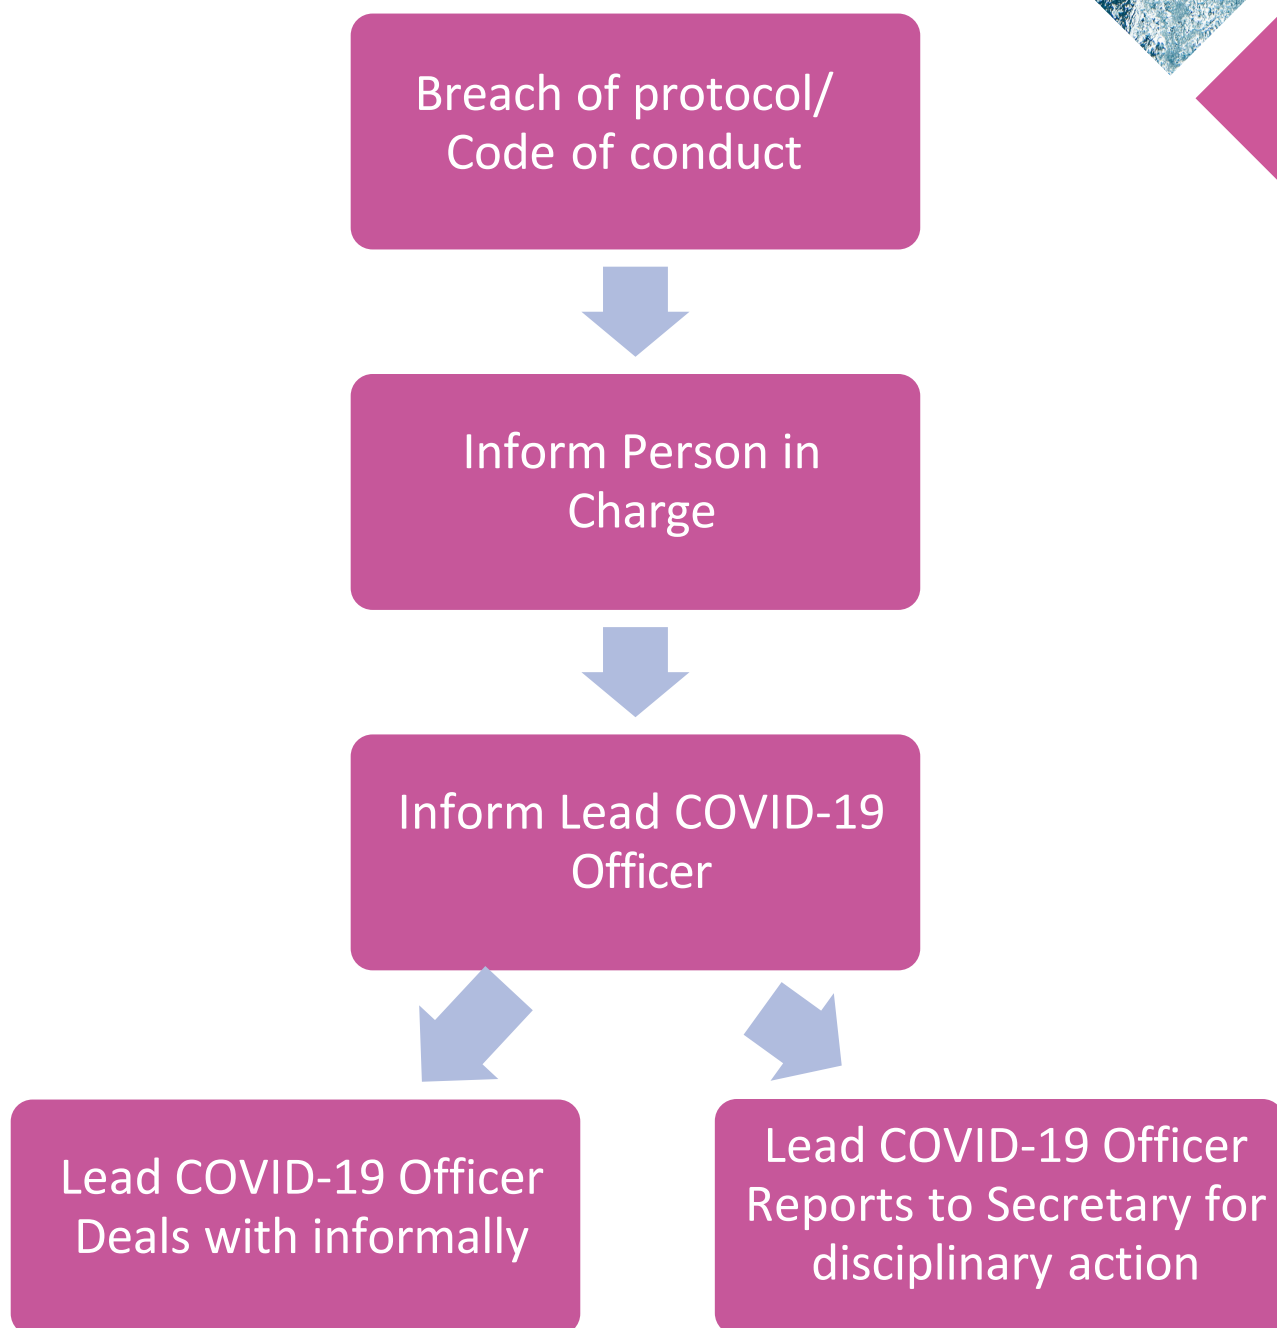 Breach of protocol/
Code of conduct
Inform Person in
Charge
Inform Lead COVID-19
Officer
Lead COVID-19 Officer
Deals with informally
Lead COVID-19 Officer
Reports to Secretary for
disciplinary action